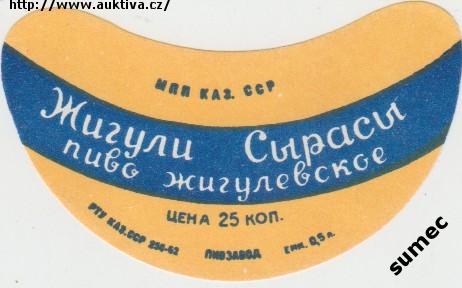 http://www.auktiva.cz/
МПП КАЗ. ССР
Жигули Сырасы
пиво жигулевское
ЦЕНА 25 КОП.
РТУ КАЗ.ССР 250-62 ПИВЗАВОД Емк. 0,5 л.
sumec